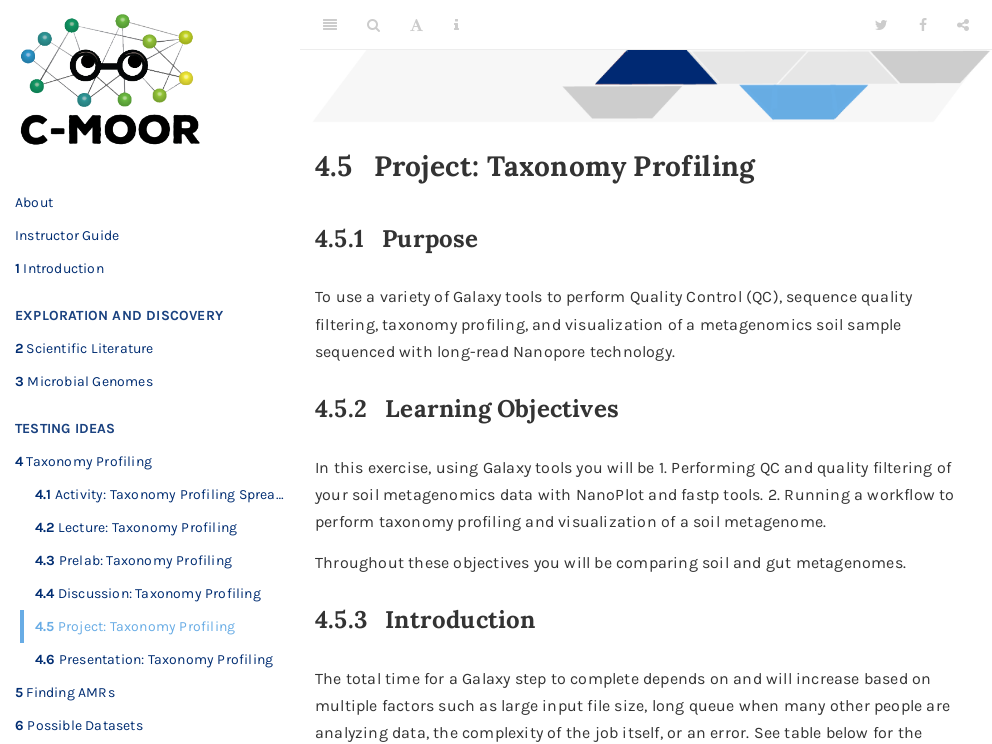 C-MOOR
About
Instructor Guide
1 Introduction
EXPLORATION AND DISCOVERY
2 Scientific Literature
3 Microbial Genomes
TESTING IDEAS
4 Taxonomy Profiling
4.1 Activity: Taxonomy Profiling Sprea...
4.2 Lecture: Taxonomy Profiling
4.3 Prelab: Taxonomy Profiling
4.4 Discussion: Taxonomy Profiling
4.5 Project: Taxonomy Profiling
4.6 Presentation: Taxonomy Profiling
5 Finding AMRs
6 Possible Datasets
A
4.5 Project: Taxonomy Profiling
4.5.1 Purpose
To use a variety of Galaxy tools to perform Quality Control (QC), sequence quality
filtering, taxonomy profiling, and visualization of a metagenomics soil sample
sequenced with long-read Nanopore technology.
4.5.2 Learning Objectives
In this exercise, using Galaxy tools you will be 1. Performing QC and quality filtering of
your soil metagenomics data with NanoPlot and fastp tools. 2. Running a workflow to
perform taxonomy profiling and visualization of a soil metagenome.
Throughout these objectives you will be comparing soil and gut metagenomes.
4.5.3 Introduction
The total time for a Galaxy step to complete depends on and will increase based on
multiple factors such as large input file size, long queue when many other people are
analyzing data, the complexity of the job itself, or an error. See table below for the